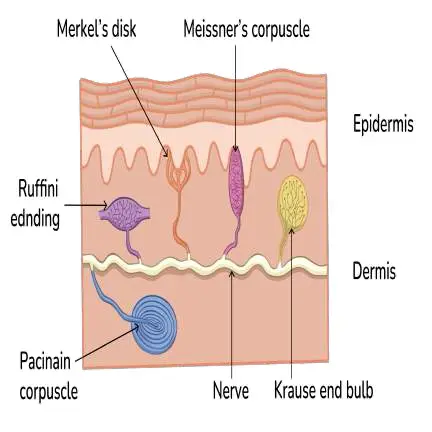 Merkel's disk
Meissner's corpuscle
Epidermis
Ruffini
ednding
Dermis
Pacinain
corpuscle
Nerve
Krause end bulb